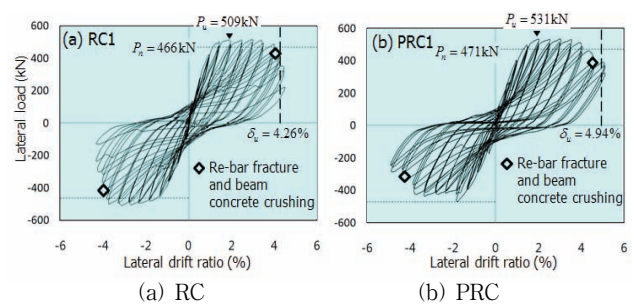 P_u = 509kN
(a) RC1
P_n = 466kN
δ_u = 4.26%
Re-bar fracture
and beam
concrete crushing
Lateral load (kN)
600
400
200
0
-200
-400
-600
-6 -4 -2 0 2 4 6
Lateral drift ratio (%)
(a) RC
P_u = 531kN
(b) PRC1
P_n = 471kN
δ_u = 4.94%
Re-bar fracture
and beam
concrete crushing
600
400
200
0
-200
-400
-600
-6 -4 -2 0 2 4 6
Lateral drift ratio (%)
(b) PRC